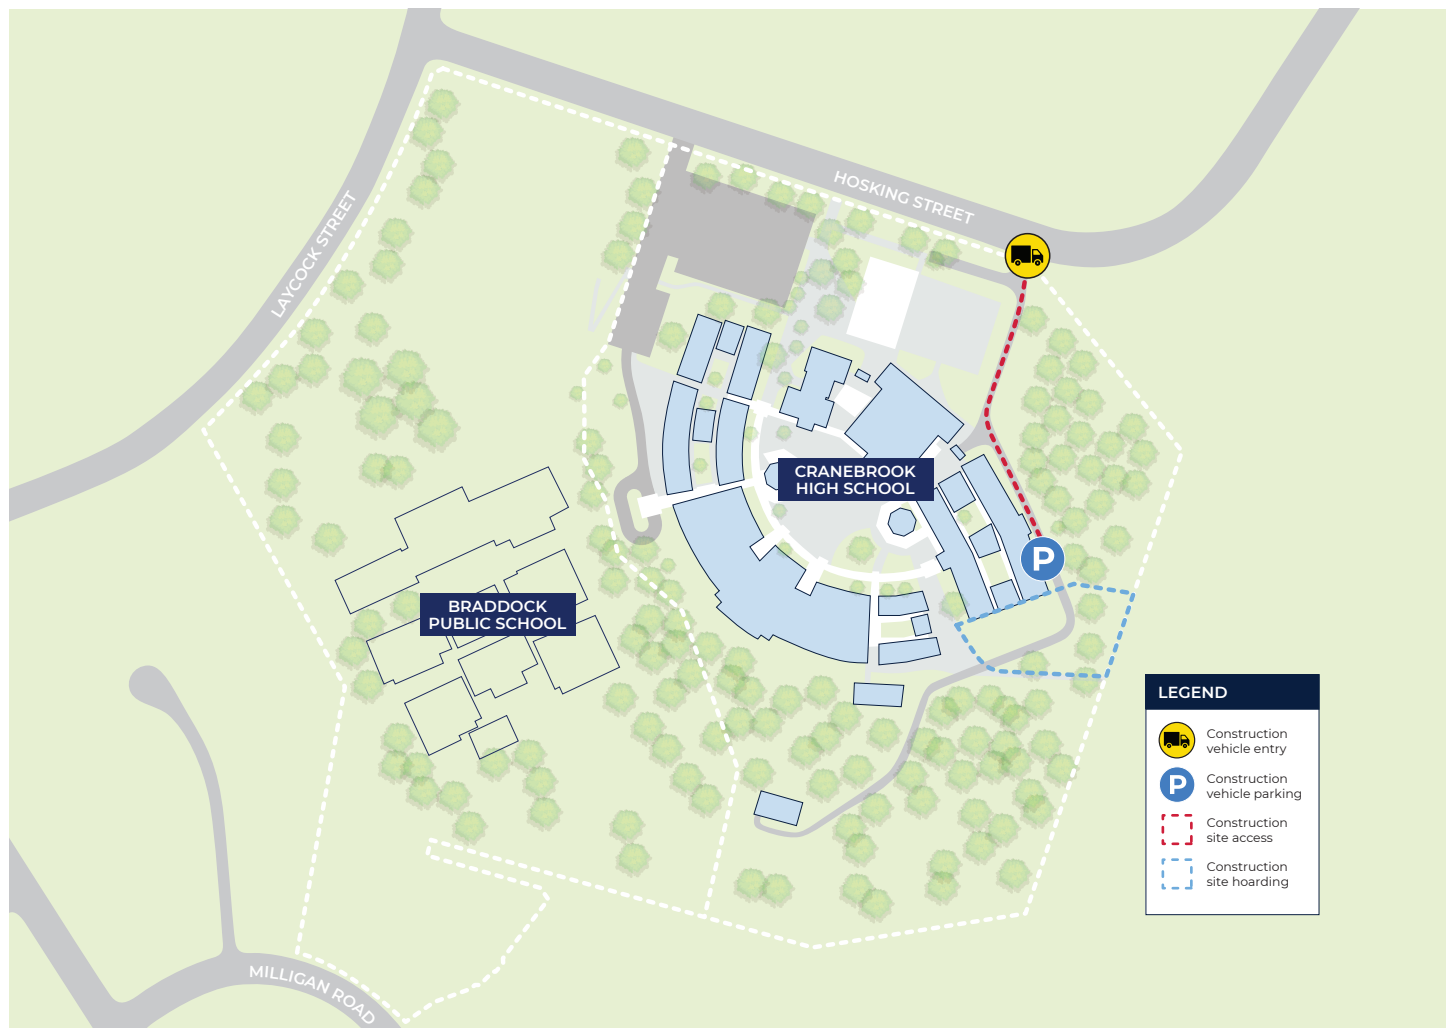 HOSKING STREET
LAYCOCK STREET
CRANEBROOK
HIGH SCHOOL
P
BRADDOCK
PUBLIC SCHOOL
MILLIGAN ROAD
LEGEND
Construction
vehicle entry
P
Construction
vehicle parking
Construction
site access
Construction
site hoarding